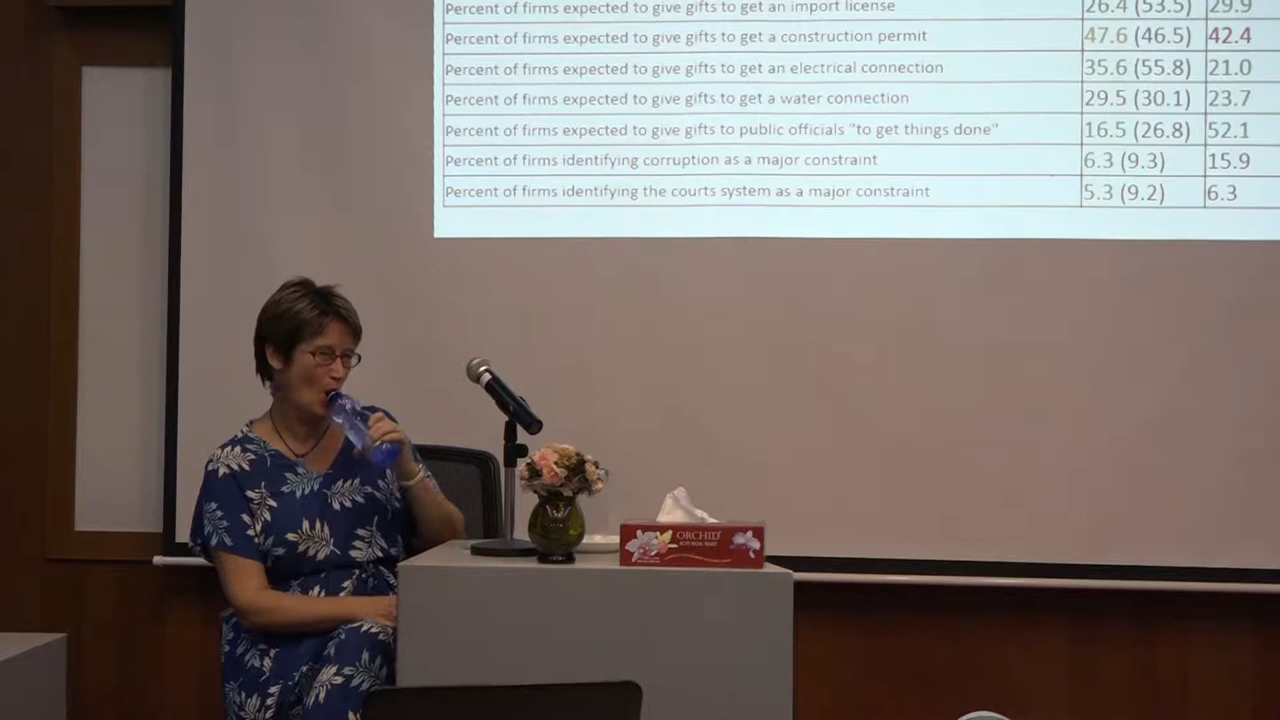 Percent of firms expected to give gifts to get an import license 26.4 (53.5) 29.9
Percent of firms expected to give gifts to get a construction permit 47.6 (46.5) 42.4
Percent of firms expected to give gifts to get an electrical connection 35.6 (55.8) 21.0
Percent of firms expected to give gifts to get a water connection 29.5 (30.1) 23.7
Percent of firms expected to give gifts to public officials "to get things done" 16.5 (26.8) 52.1
Percent of firms identifying corruption as a major constraint 6.3 (9.3) 15.9
Percent of firms identifying the courts system as a major constraint 5.3 (9.2) 6.3
ORCHID